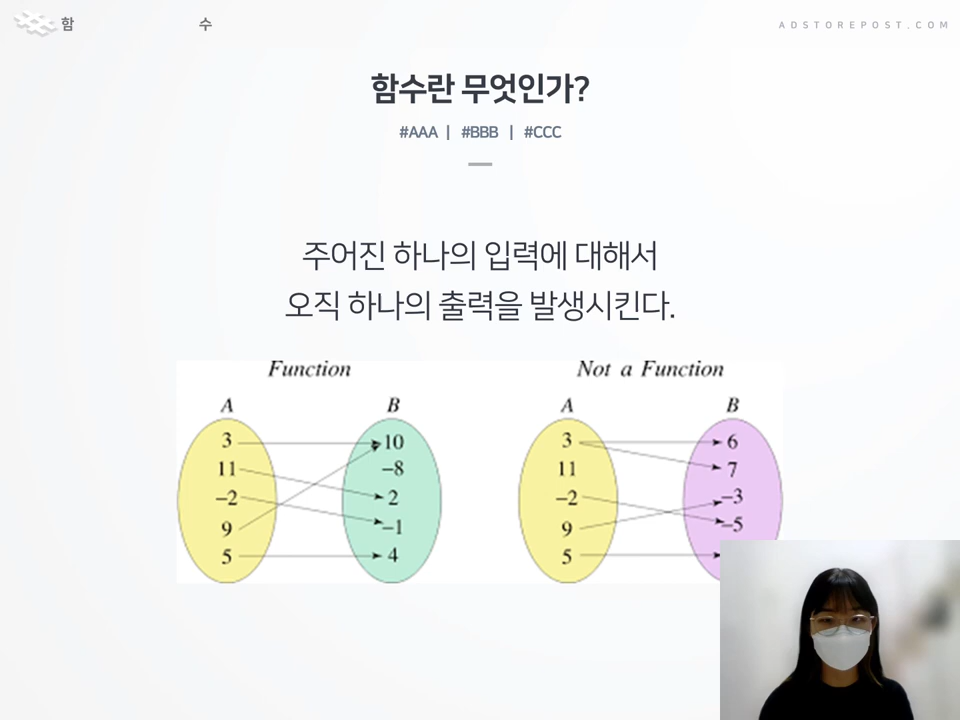 함 수
ADSTOREPOST.COM
함수란 무엇인가?
#AAA | #BBB | #CCC
주어진 하나의 입력에 대해서
오직 하나의 출력을 발생시킨다.
Function
A B
3 10
11 −8
−2 2
9 −1
5 4
Not a Function
A B
3 6
11 7
−2 −3
9 −5
5